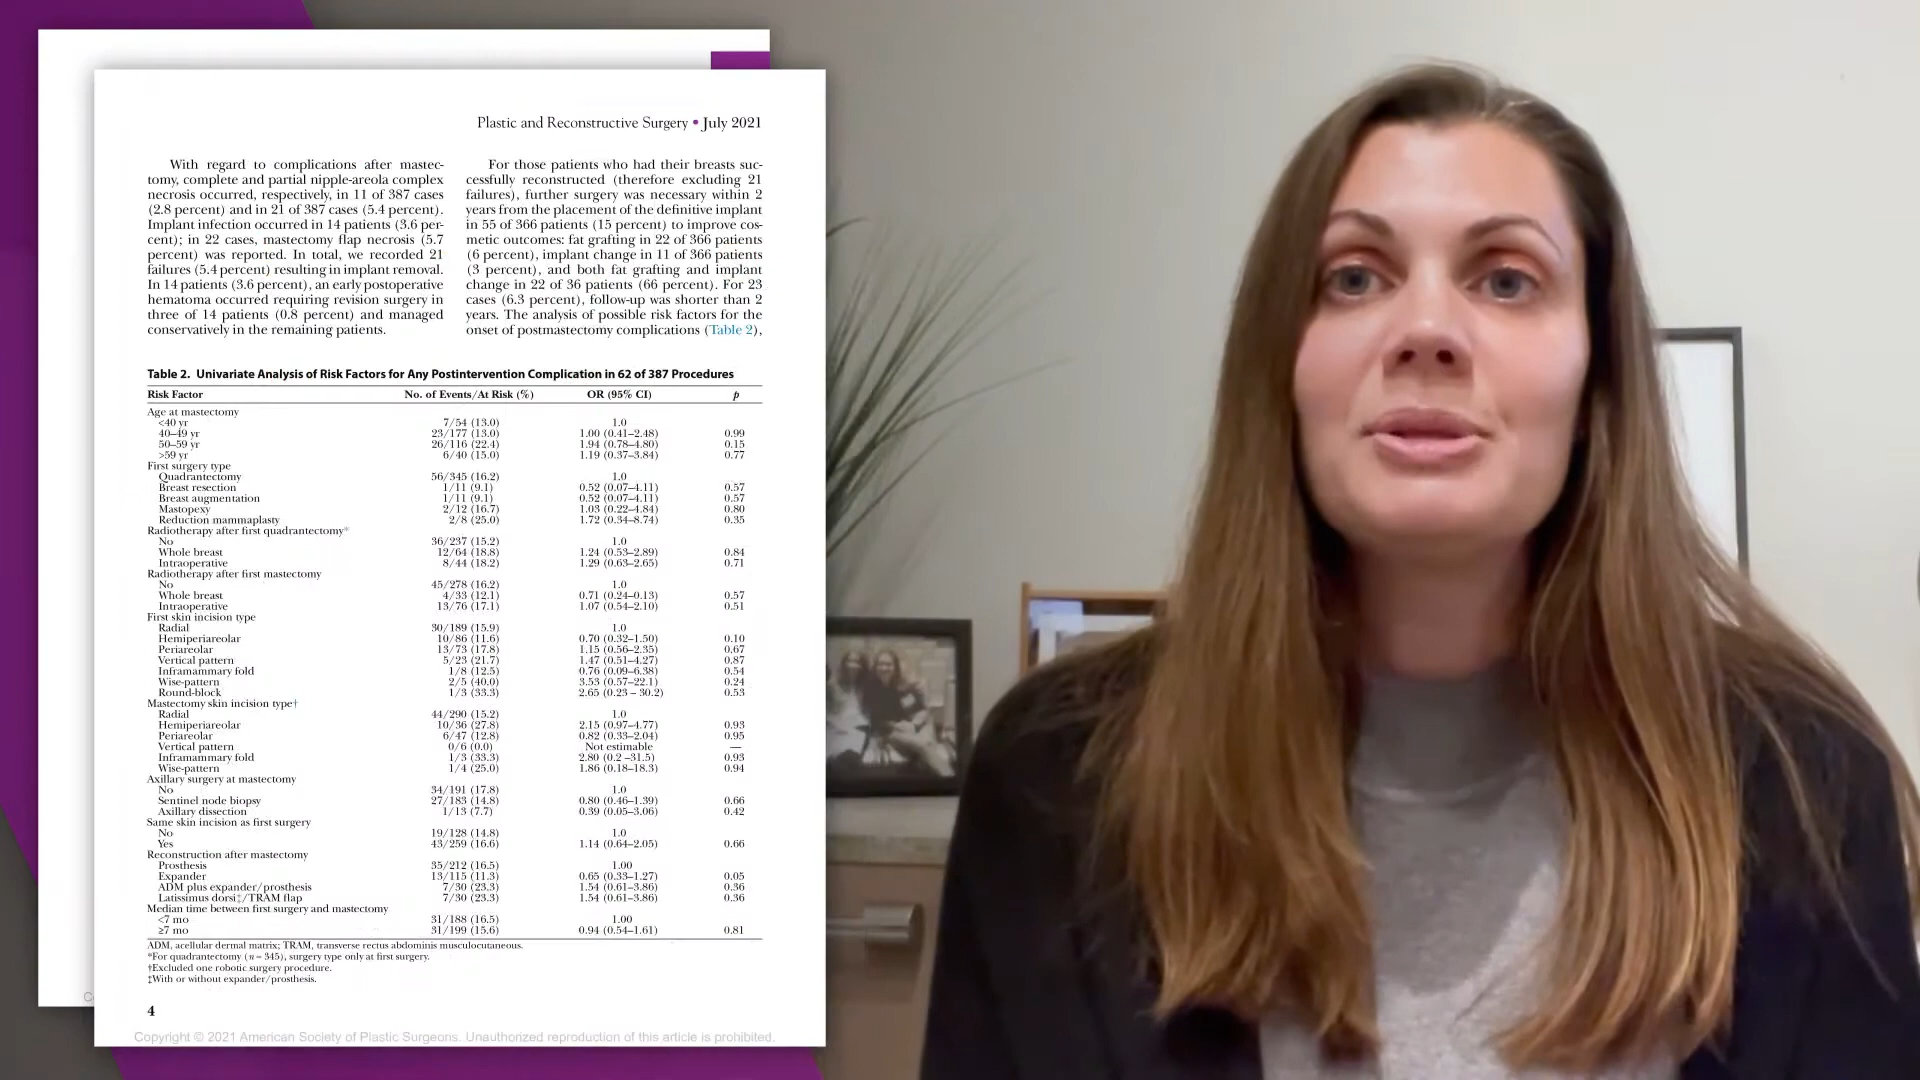 Plastic and Reconstructive Surgery • July 2021
With regard to complications after mastec-
tomy, complete and partial nipple-areola complex
necrosis occurred, respectively, in 11 of 387 cases
(2.8 percent) and in 21 of 387 cases (5.4 percent).
Implant infection occurred in 14 patients (3.6 per-
cent); in 22 cases, mastectomy flap necrosis (5.7
percent) was reported. In total, we recorded 21
failures (5.4 percent) resulting in implant removal.
In 14 patients (3.6 percent), an early postoperative
hematoma occurred requiring revision surgery in
three of 14 patients (0.8 percent) and managed
conservatively in the remaining patients.
For those patients who had their breasts suc-
cessfully reconstructed (therefore excluding 21
failures), further surgery was necessary within 2
years from the placement of the definitive implant
in 55 of 366 patients (15 percent) to improve cos-
metic outcomes: fat grafting in 22 of 366 patients
(6 percent), implant change in 11 of 366 patients
(3 percent), and both fat grafting and implant
change in 22 of 36 patients (66 percent). For 23
cases (6.3 percent), follow-up was shorter than 2
years. The analysis of possible risk factors for the
onset of postmastectomy complications (Table 2),
Table 2. Univariate Analysis of Risk Factors for Any Postintervention Complication in 62 of 387 Procedures
Risk Factor No. of Events/At Risk (%) OR (95% CI) p
Age at mastectomy
<40 yr 7/54 (13.0) 1.0
40–49 yr 23/177 (13.0) 1.00 (0.41–2.48) 0.99
50–59 yr 26/116 (22.4) 1.94 (0.78–4.80) 0.15
>59 yr 6/40 (15.0) 1.19 (0.37–3.84) 0.77
First surgery type
Quadrantectomy 56/345 (16.2) 1.0
Breast resection 1/11 (9.1) 0.52 (0.07–4.11) 0.57
Breast augmentation 1/11 (9.1) 0.52 (0.07–4.11) 0.57
Mastopexy 2/12 (16.7) 1.03 (0.22–4.84) 0.80
Reduction mammaplasty 2/8 (25.0) 1.72 (0.34–8.74) 0.35
Radiotherapy after first quadrantectomy*
No 36/237 (15.2) 1.0
Whole breast 12/64 (18.8) 1.24 (0.53–2.89) 0.84
Intraoperative 8/44 (18.2) 1.29 (0.63–2.65) 0.71
Radiotherapy after first mastectomy
No 45/278 (16.2) 1.0
Whole breast 4/33 (12.1) 0.71 (0.24–0.13) 0.57
Intraoperative 13/76 (17.1) 1.07 (0.54–2.10) 0.51
First skin incision type
Radial 30/189 (15.9) 1.0
Hemiperiareolar 10/86 (11.6) 0.70 (0.32–1.50) 0.10
Periareolar 13/73 (17.8) 1.15 (0.56–2.35) 0.67
Vertical pattern 5/23 (21.7) 1.47 (0.51–4.27) 0.87
Inframammary fold 1/8 (12.5) 0.76 (0.09–6.38) 0.54
Wise-pattern 2/5 (40.0) 3.53 (0.57–22.1) 0.24
Round-block 1/3 (33.3) 2.65 (0.23 – 30.2) 0.53
Mastectomy skin incision type†
Radial 44/290 (15.2) 1.0
Hemiperiareolar 10/36 (27.8) 2.15 (0.97–4.77) 0.93
Periareolar 6/47 (12.8) 0.82 (0.33–2.04) 0.95
Vertical pattern 0/6 (0.0) Not estimable —
Inframammary fold 1/3 (33.3) 2.80 (0.2 –31.5) 0.93
Wise-pattern 1/4 (25.0) 1.86 (0.18–18.3) 0.94
Axillary surgery at mastectomy
No 34/191 (17.8) 1.0
Sentinel node biopsy 27/183 (14.8) 0.80 (0.46–1.39) 0.66
Axillary dissection 1/13 (7.7) 0.39 (0.05–3.06) 0.42
Same skin incision as first surgery
No 19/128 (14.8) 1.0
Yes 43/259 (16.6) 1.14 (0.64–2.05) 0.66
Reconstruction after mastectomy
Prosthesis 35/212 (16.5) 1.00
Expander 13/115 (11.3) 0.65 (0.33–1.27) 0.05
ADM plus expander/prosthesis 7/30 (23.3) 1.54 (0.61–3.86) 0.36
Latissimus dorsi‡/TRAM flap 7/30 (23.3) 1.54 (0.61–3.86) 0.36
Median time between first surgery and mastectomy
<7 mo 31/188 (16.5) 1.00
≥7 mo 31/199 (15.6) 0.94 (0.54–1.61) 0.81
ADM, acellular dermal matrix; TRAM, transverse rectus abdominis musculocutaneous.
*For quadrantectomy (n = 345), surgery type only at first surgery.
†Excluded one robotic surgery procedure.
‡With or without expander/prosthesis.
4
Copyright © 2021 American Society of Plastic Surgeons. Unauthorized reproduction of this article is prohibited.